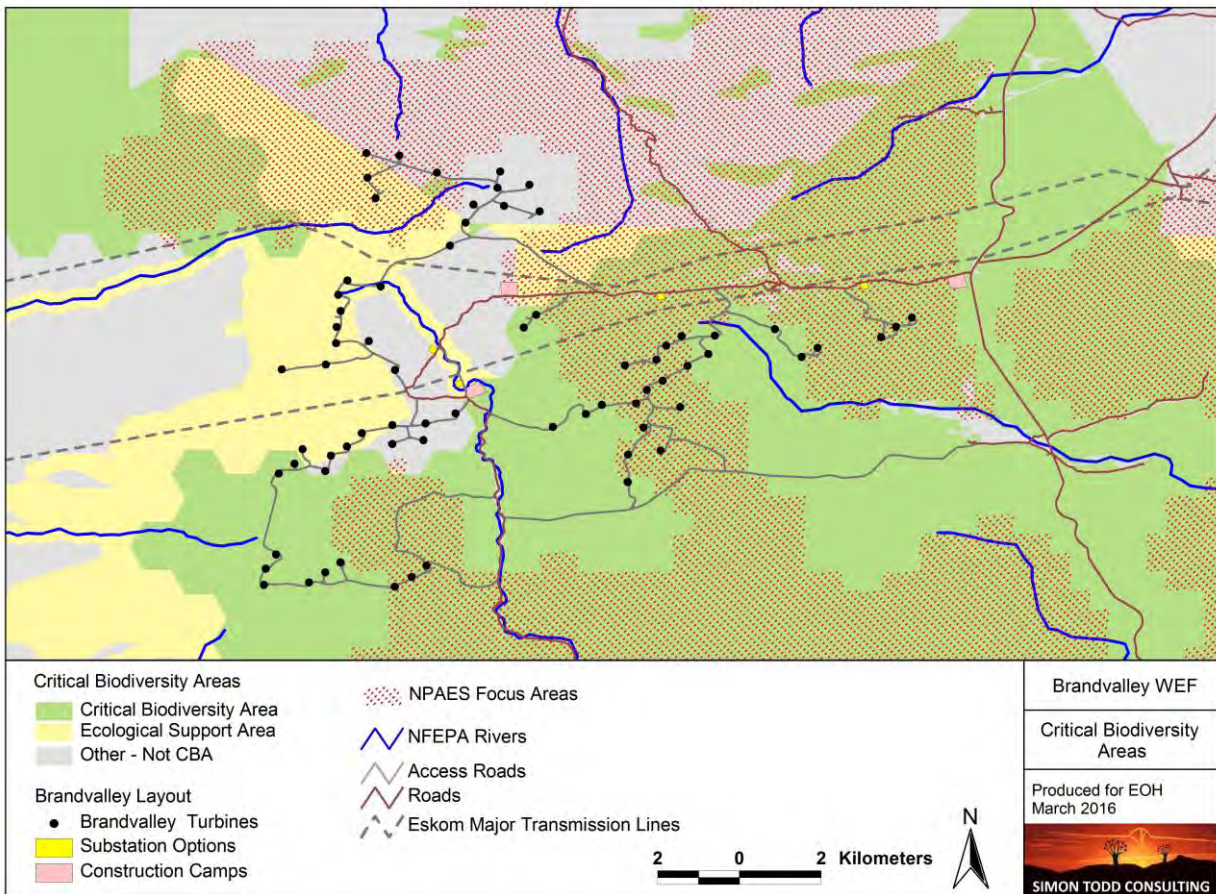 Critical Biodiversity Areas
Critical Biodiversity Area
Ecological Support Area
Other - Not CBA
Brandvalley Layout
Brandvalley Turbines
Substation Options
Construction Camps
NPAES Focus Areas
NFEPA Rivers
Access Roads
Roads
Eskom Major Transmission Lines
2 0 2 Kilometers
N
Brandvalley WEF
Critical Biodiversity
Areas
Produced for EOH
March 2016
SIMON TODD CONSULTING